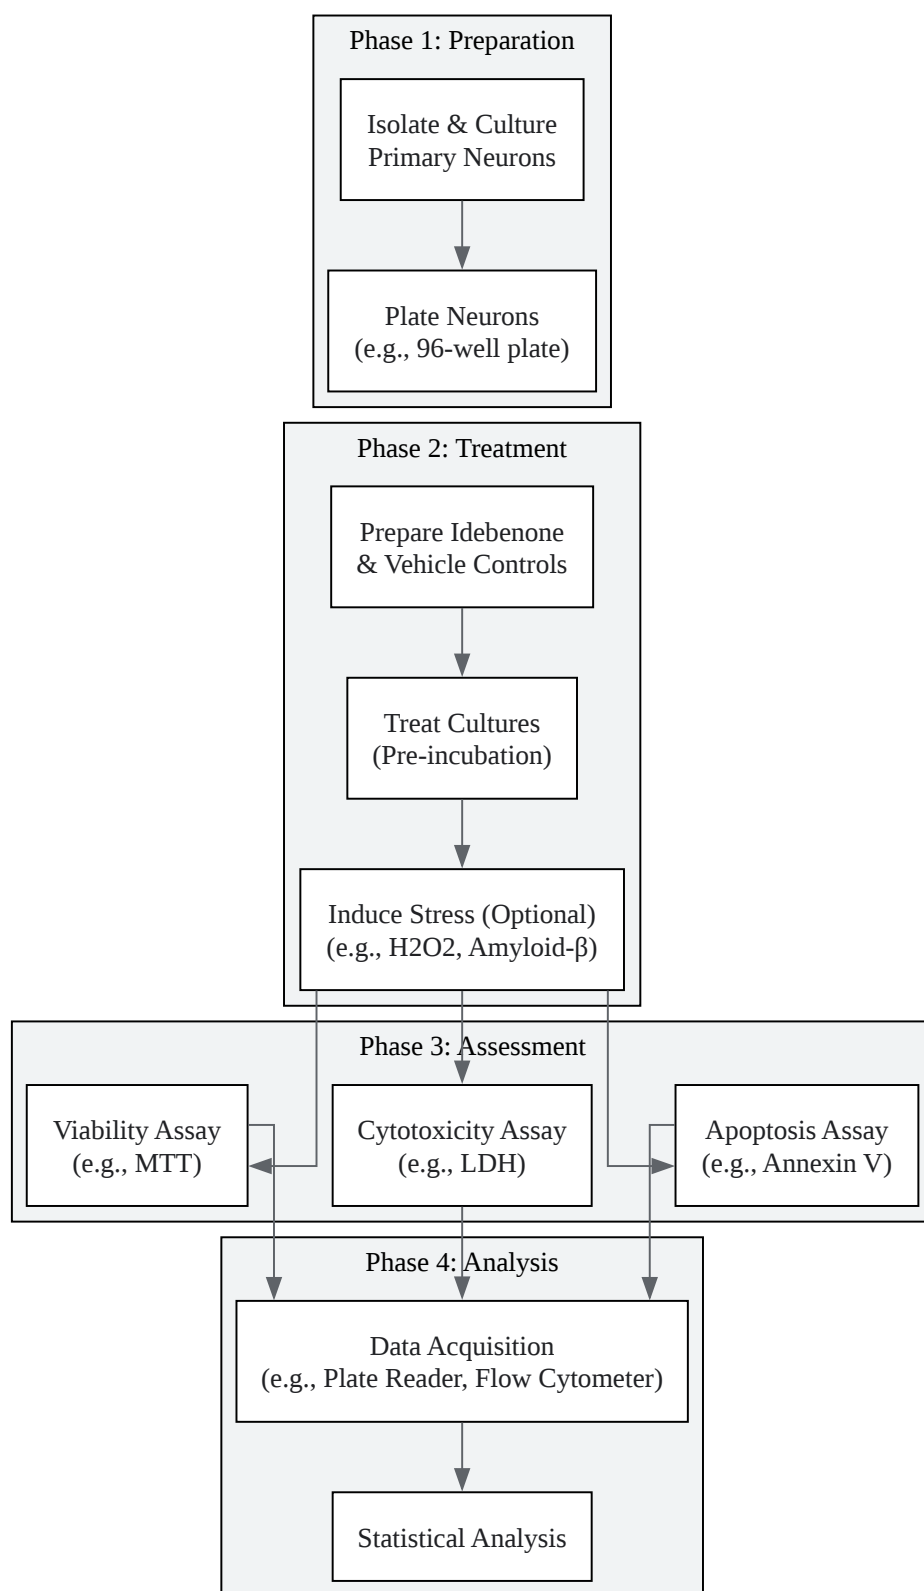 Phase 1: Preparation
Isolate & Culture
Primary Neurons
Plate Neurons
(e.g., 96-well plate)
Phase 2: Treatment
Prepare Idebenone
& Vehicle Controls
Treat Cultures
(Pre-incubation)
Induce Stress (Optional)
(e.g., H2O2, Amyloid-β)
Phase 3: Assessment
Viability Assay
(e.g., MTT)
Cytotoxicity Assay
(e.g., LDH)
Apoptosis Assay
(e.g., Annexin V)
Phase 4: Analysis
Data Acquisition
(e.g., Plate Reader, Flow Cytometer)
Statistical Analysis